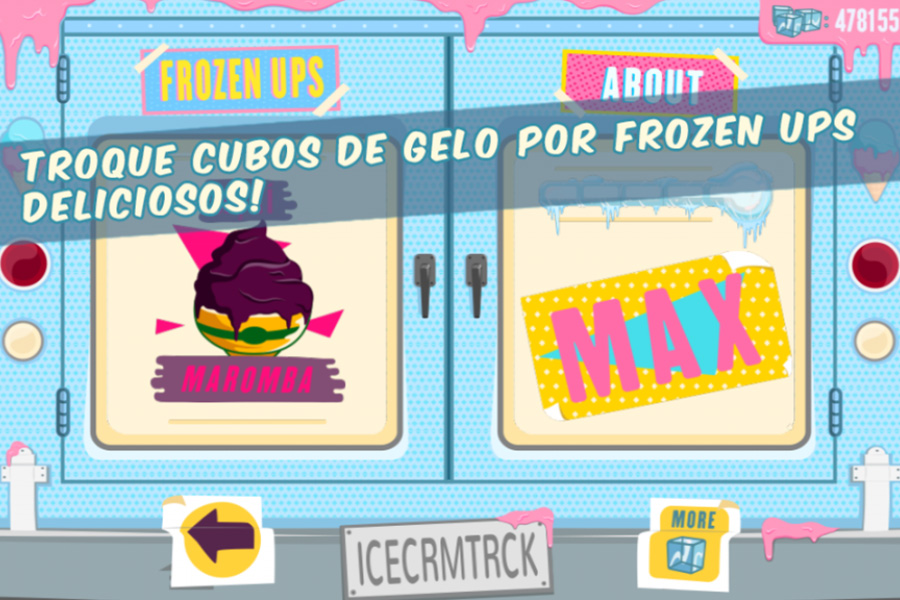 : 478155
FROZEN UPS
ABOUT
TROQUE CUBOS DE GELO POR FROZEN UPS
DELICIOSOS!
MAX
MAROMBA
MORE
ICECRMTRCK